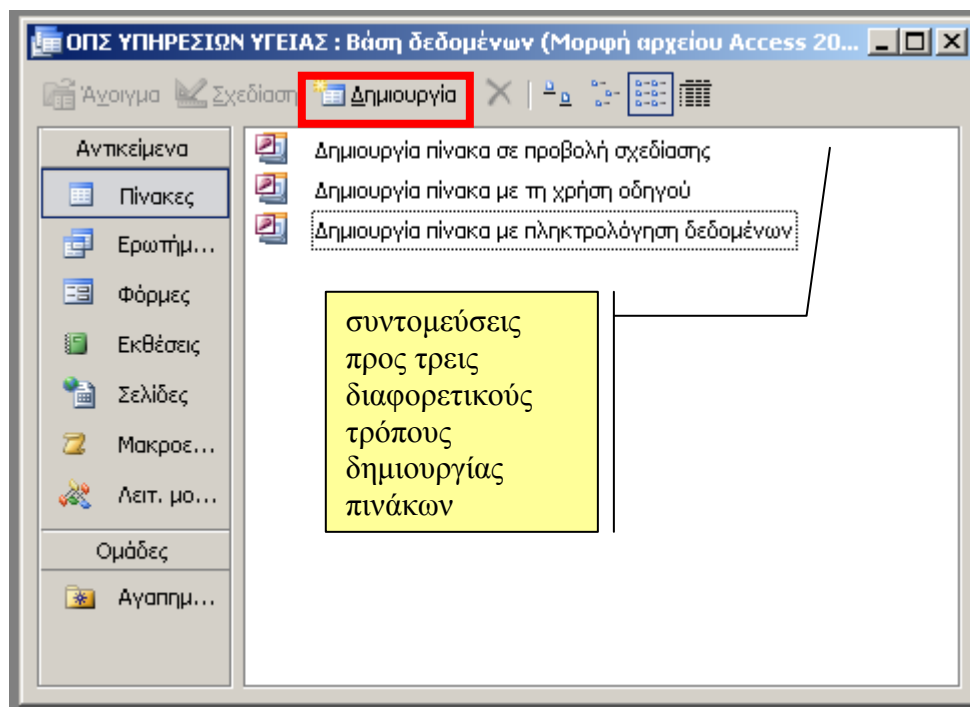 ΟΠΣ ΥΠΗΡΕΣΙΩΝ ΥΓΕΙΑΣ : Βάση δεδομένων (Μορφή αρχείου Access 20...
Άνοιγμα Σχεδίαση Δημιουργία
Αντικείμενα
Πίνακες
Ερωτήμ...
Φόρμες
Εκθέσεις
Σελίδες
Μακροε...
Λειτ. μο...
Ομάδες
Αγαπημ...
Δημιουργία πίνακα σε προβολή σχεδίασης
Δημιουργία πίνακα με τη χρήση οδηγού
Δημιουργία πίνακα με πληκτρολόγηση δεδομένων
συντομεύσεις
προς τρεις
διαφορετικούς
τρόπους
δημιουργίας
πινάκων